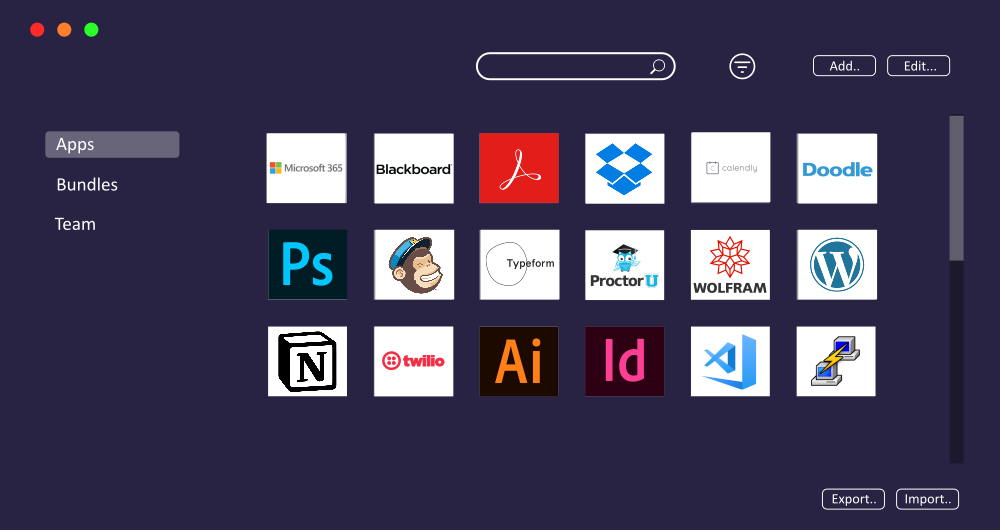 Add..
Edit...
Apps
Bundles
Team
Microsoft 365
Blackboard
calendly
Doodle
Ps
Typeform
ProctorU
WOLFRAM
W
N
twilio
Ai
Id
Export..
Import..